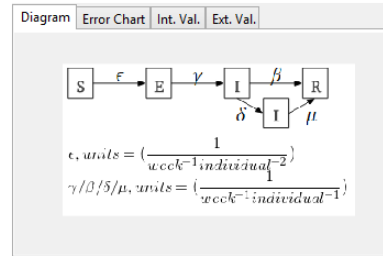 Diagram Error Chart Int. Val. Ext. Val.
ϵ γ β
S E I R
δ I μ
ϵ, units = (1/week⁻¹individual⁻²)
γ/β/δ/μ, units = (1/week⁻¹individual⁻¹)